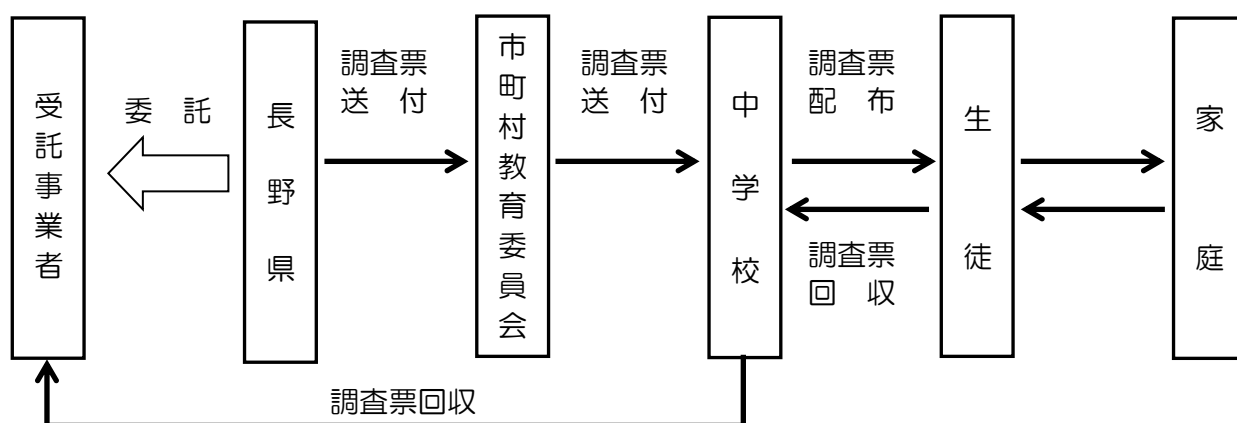 受託事業者
委　託
長野県
調査票
送　付
市町村教育委員会
調査票
送　付
中学校
調査票
配　布
調査票
回　収
生徒
家庭
調査票回収